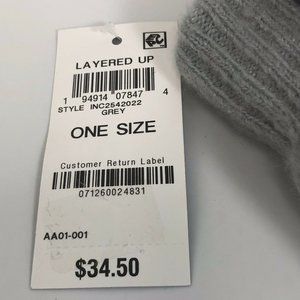 LAYERED UP
1 94914 07847 4
STYLE INC2542022
GREY
ONE SIZE
Customer Return Label
071260024831
AA01-001
$34.50